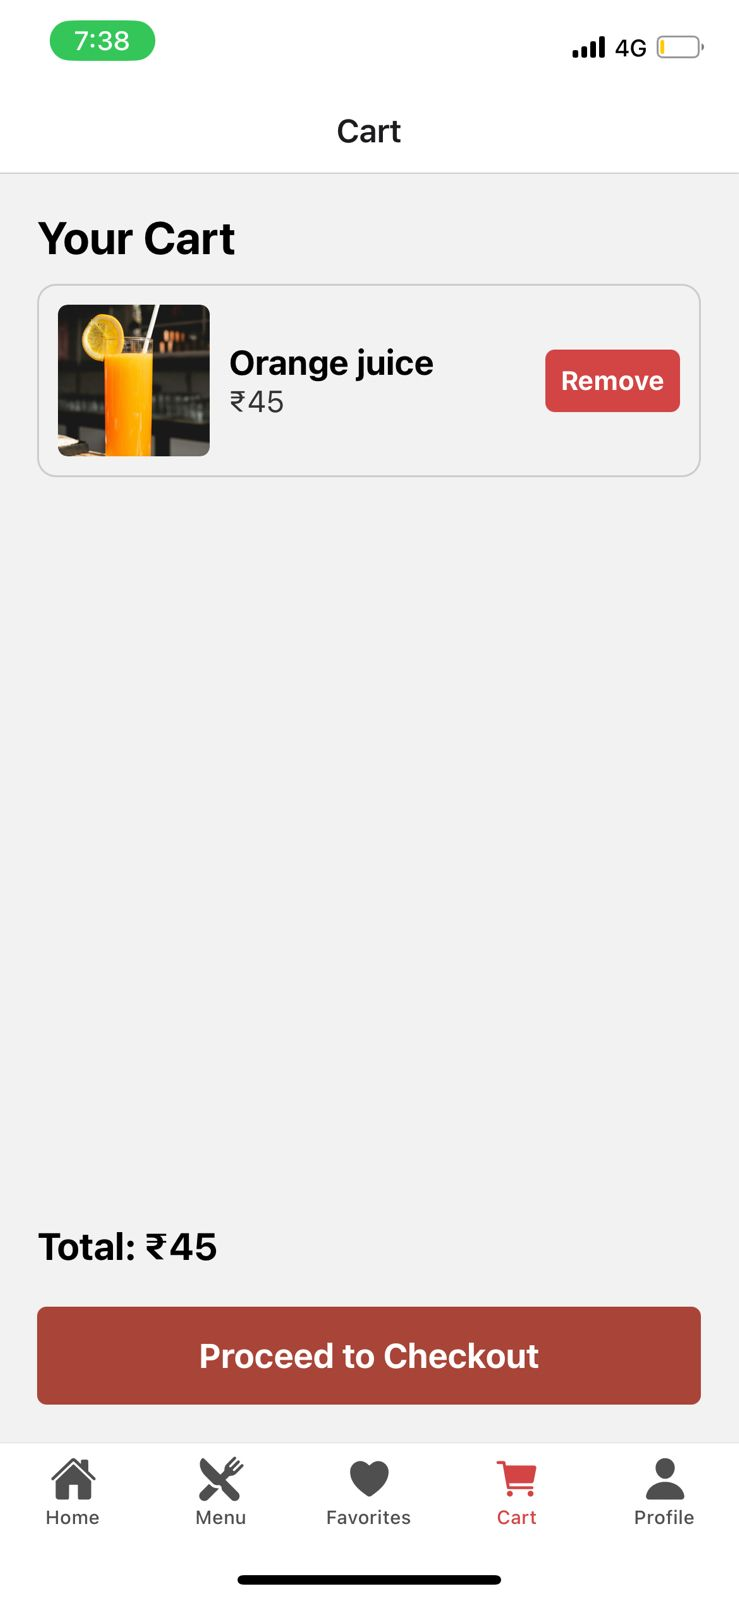 7:38
4G
Cart
Your Cart
Orange juice
₹45
Remove
Total: ₹45
Proceed to Checkout
Home
Menu
Favorites
Cart
Profile